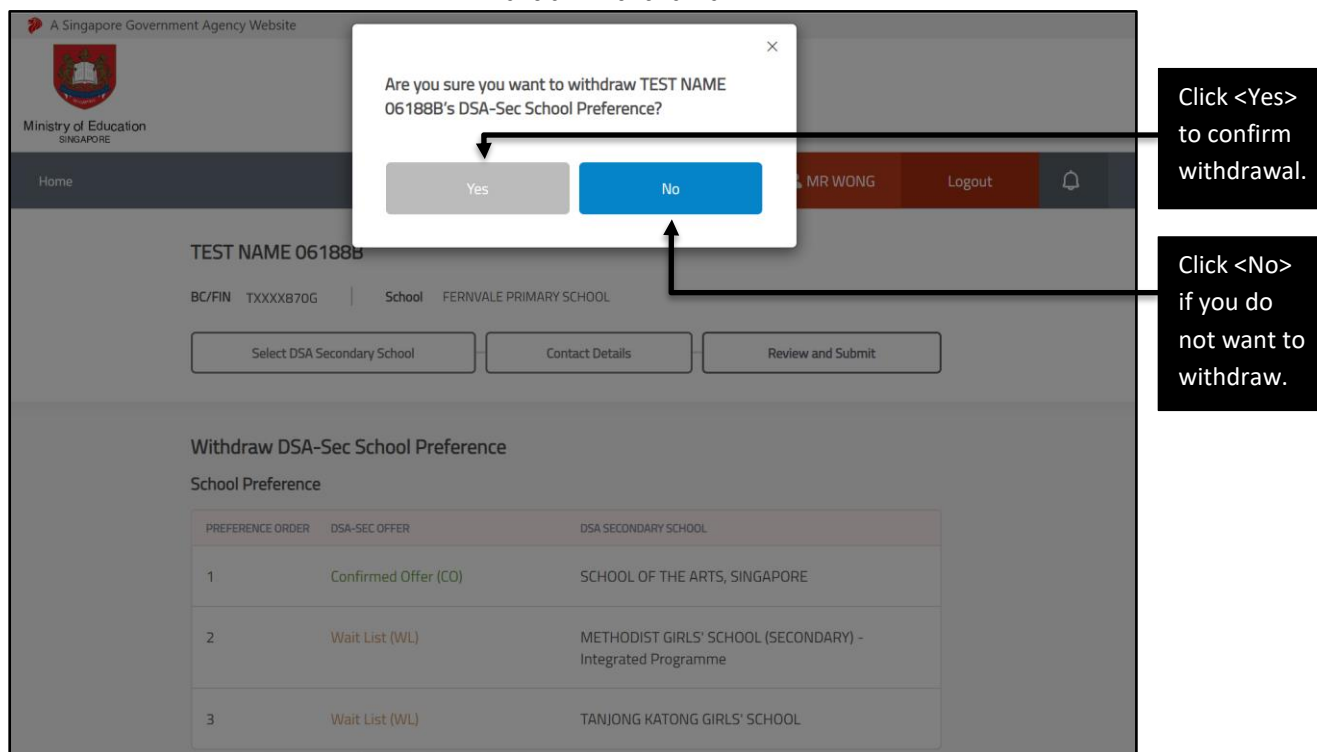 A Singapore Government Agency Website
Ministry of Education
SINGAPORE
Home
MR WONG
Logout
×
Are you sure you want to withdraw TEST NAME
06188B's DSA-Sec School Preference?
Yes
No
Click <Yes>
to confirm
withdrawal.
Click <No>
if you do
not want to
withdraw.
TEST NAME 06188B
BC/FIN TXXXX870G | School FERNVALE PRIMARY SCHOOL
Select DSA Secondary School
Contact Details
Review and Submit
Withdraw DSA-Sec School Preference
School Preference
PREFERENCE ORDER DSA-SEC OFFER DSA SECONDARY SCHOOL
1 Confirmed Offer (CO) SCHOOL OF THE ARTS, SINGAPORE
2 Wait List (WL) METHODIST GIRLS' SCHOOL (SECONDARY) -
Integrated Programme
3 Wait List (WL) TANJONG KATONG GIRLS' SCHOOL